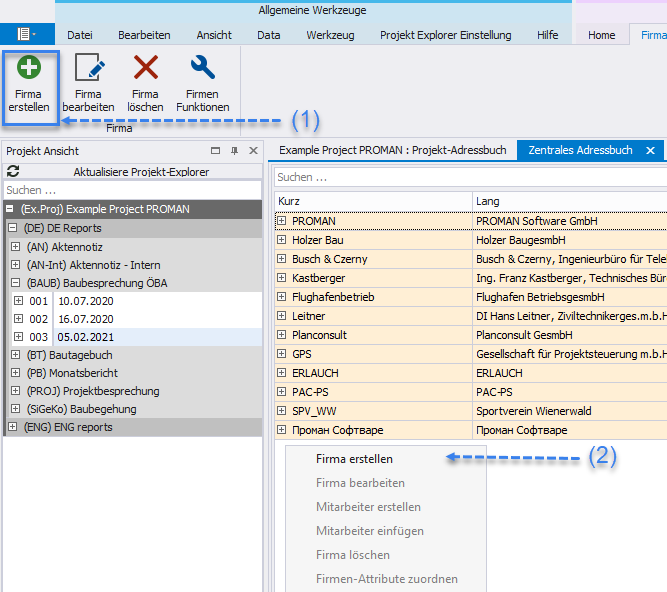 Allgemeine Werkzeuge
Datei Bearbeiten Ansicht Data Werkzeug Projekt Explorer Einstellung Hilfe Home Firma
Firma erstellen
Firma bearbeiten
Firma löschen
Firmen Funktionen
(1)
Firma
Projekt Ansicht
Aktualisiere Projekt-Explorer
Suchen ...
(Ex.Proj) Example Project PROMAN
(DE) DE Reports
(AN) Aktennotiz
(AN-Int) Aktennotiz - Intern
(BAUB) Baubesprechung ÖBA
001 10.07.2020
002 16.07.2020
003 05.02.2021
(BT) Bautagebuch
(PB) Monatsbericht
(PROJ) Projektbesprechung
(SiGeKo) Baubegehung
(ENG) ENG reports
Example Project PROMAN : Projekt-Adressbuch Zentrales Adressbuch
Suchen ...
Kurz Lang
PROMAN PROMAN Software GmbH
Holzer Bau Holzer BaugesmbH
Busch & Czerny Busch & Czerny, Ingenieurbüro für Tele
Kastberger Ing. Franz Kastberger, Technisches Bür
Flughafenbetrieb Flughafen BetriebsgesmbH
Leitner DI Hans Leitner, Ziviltechnikerges.m.b.H
Planconsult Planconsult GesmbH
GPS Gesellschaft für Projektsteuerung m.b.H
ERLAUCH ERLAUCH
PAC-PS PAC-PS
SPV_WW Sportverein Wienerwald
Проман Софтваре Проман Софтваре
Firma erstellen
(2)
Firma bearbeiten
Mitarbeiter erstellen
Mitarbeiter einfügen
Firma löschen
Firmen-Attribute zuordnen